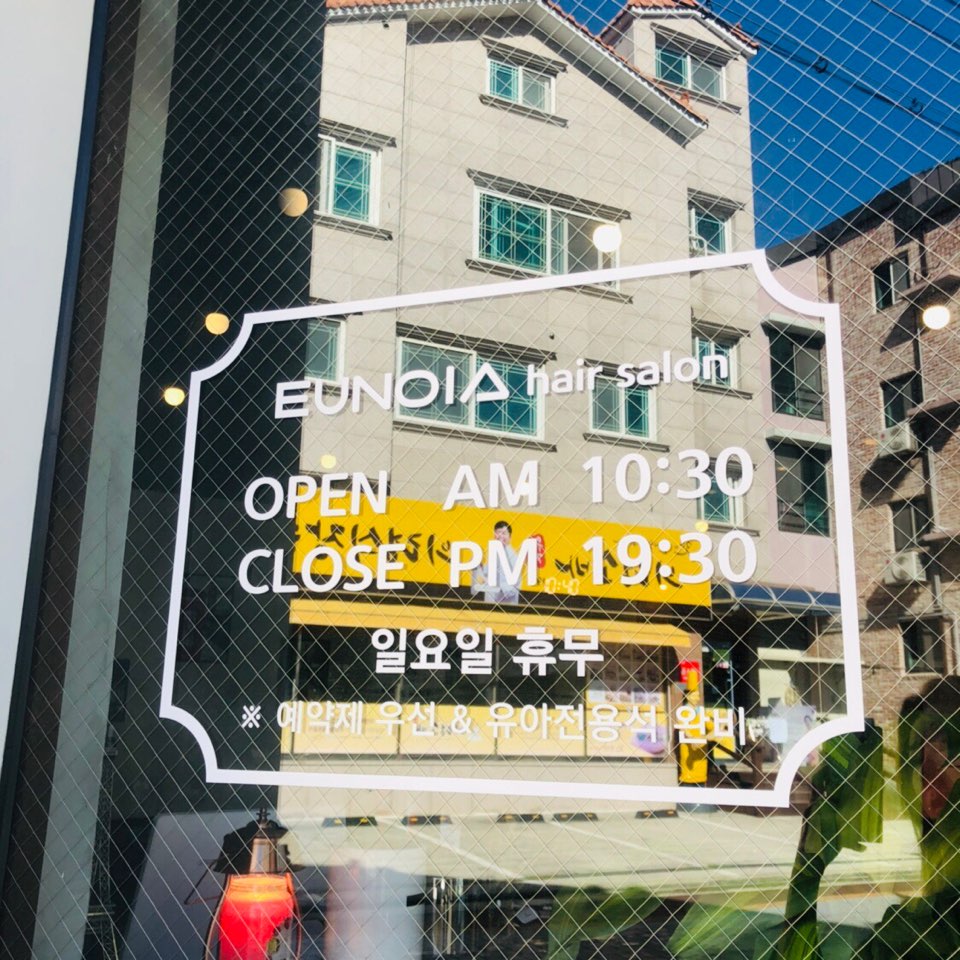 EUNOIA hair salon
OPEN AM 10:30
CLOSE PM 19:30
일요일 휴무
※ 예약제 우선 & 유아전용석 완비